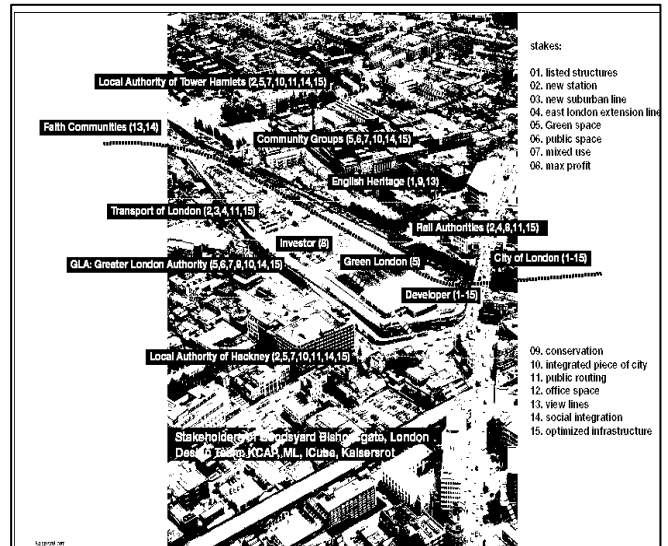 stakes:
01. listed structures
02. new station
03. new suburban line
04. east london extension line
05. Green space
06. public space
07. mixed use
08. max profit
Local Authority of Tower Hamlets (2,5,7,10,11,14,15)
Faith Communities (13,14)
Community Groups (5,6,7,10,14,15)
English Heritage (1,9,13)
Transport of London (2,3,4,11,15)
Rail Authorities (2,4,8,11,15)
Investor (8)
City of London (1-15)
GLA: Greater London Authority (5,6,7,9,10,14,15)
Green London (5)
Developer (1-15)
Local Authority of Hackney (2,5,7,10,11,14,15)
09. conservation
10. integrated piece of city
11. public routing
12. office space
13. view lines
14. social integration
15. optimized infrastructure
Stakeholders of Goodsyard Bishopsgate, London
Design Team: KCAP, ML, ICube, Kaisersrot